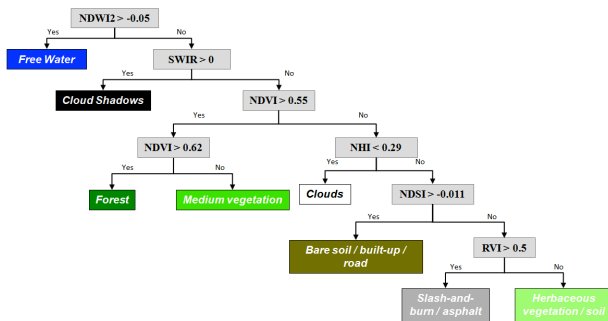 NDWI2 > -0.05
Yes No
Free Water
SWIR > 0
Yes No
Cloud Shadows
NDVI > 0.55
Yes No
NDVI > 0.62
NHI < 0.29
Yes No
Yes No
Forest
Medium vegetation
Clouds
NDSI > -0.011
Yes No
Bare soil / built-up /
road
RVI > 0.5
Yes No
Slash-and-
burn / asphalt
Herbaceous
vegetation / soil